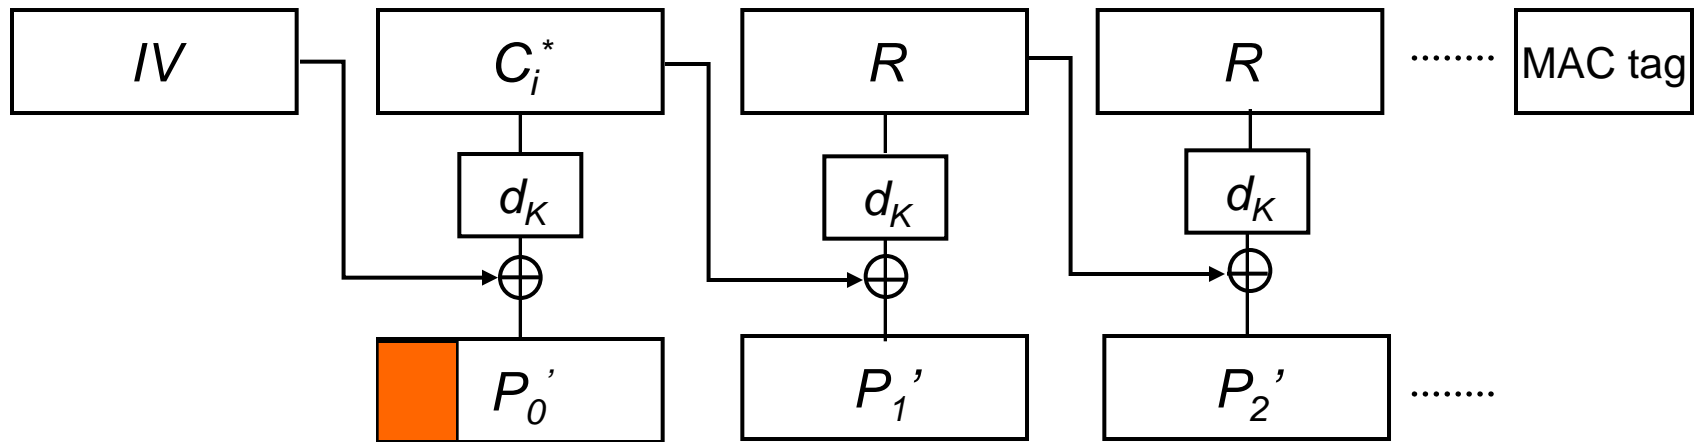 IV C_i^* R R ........ MAC tag
d_K d_K d_K
P_0' P_1' P_2' ........